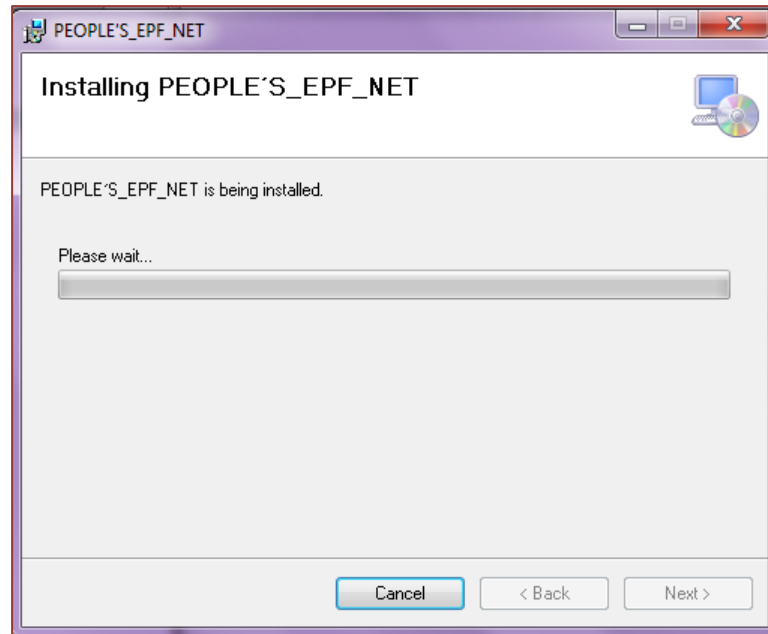 PEOPLE'S_EPF_NET
Installing PEOPLE´S_EPF_NET
PEOPLE´S_EPF_NET is being installed.
Please wait...
Cancel
< Back
Next >